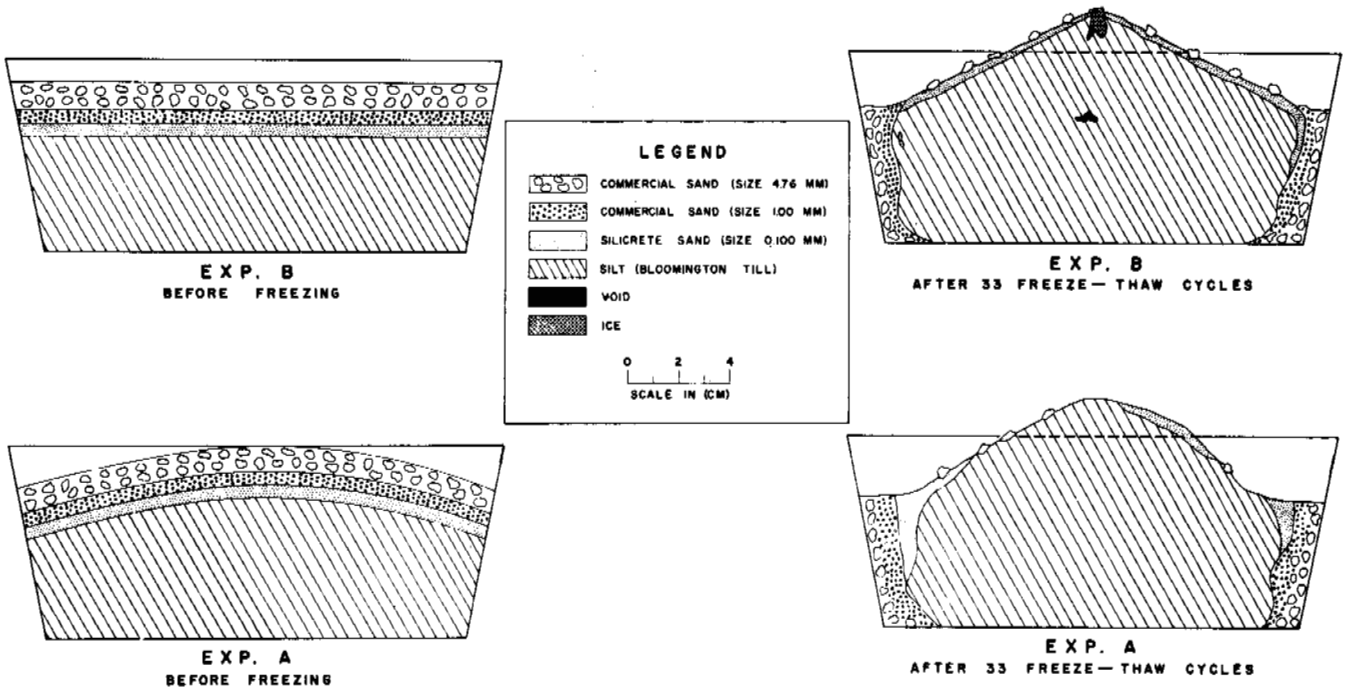 EXP. B
BEFORE FREEZING
LEGEND
COMMERCIAL SAND (SIZE 4.76 MM)
COMMERCIAL SAND (SIZE 1.00 MM)
SILICRETE SAND (SIZE 0.100 MM)
SILT (BLOOMINGTON TILL)
VOID
ICE
0 2 4
SCALE IN (CM)
EXP. B
AFTER 33 FREEZE—THAW CYCLES
EXP. A
BEFORE FREEZING
EXP. A
AFTER 33 FREEZE—THAW CYCLES